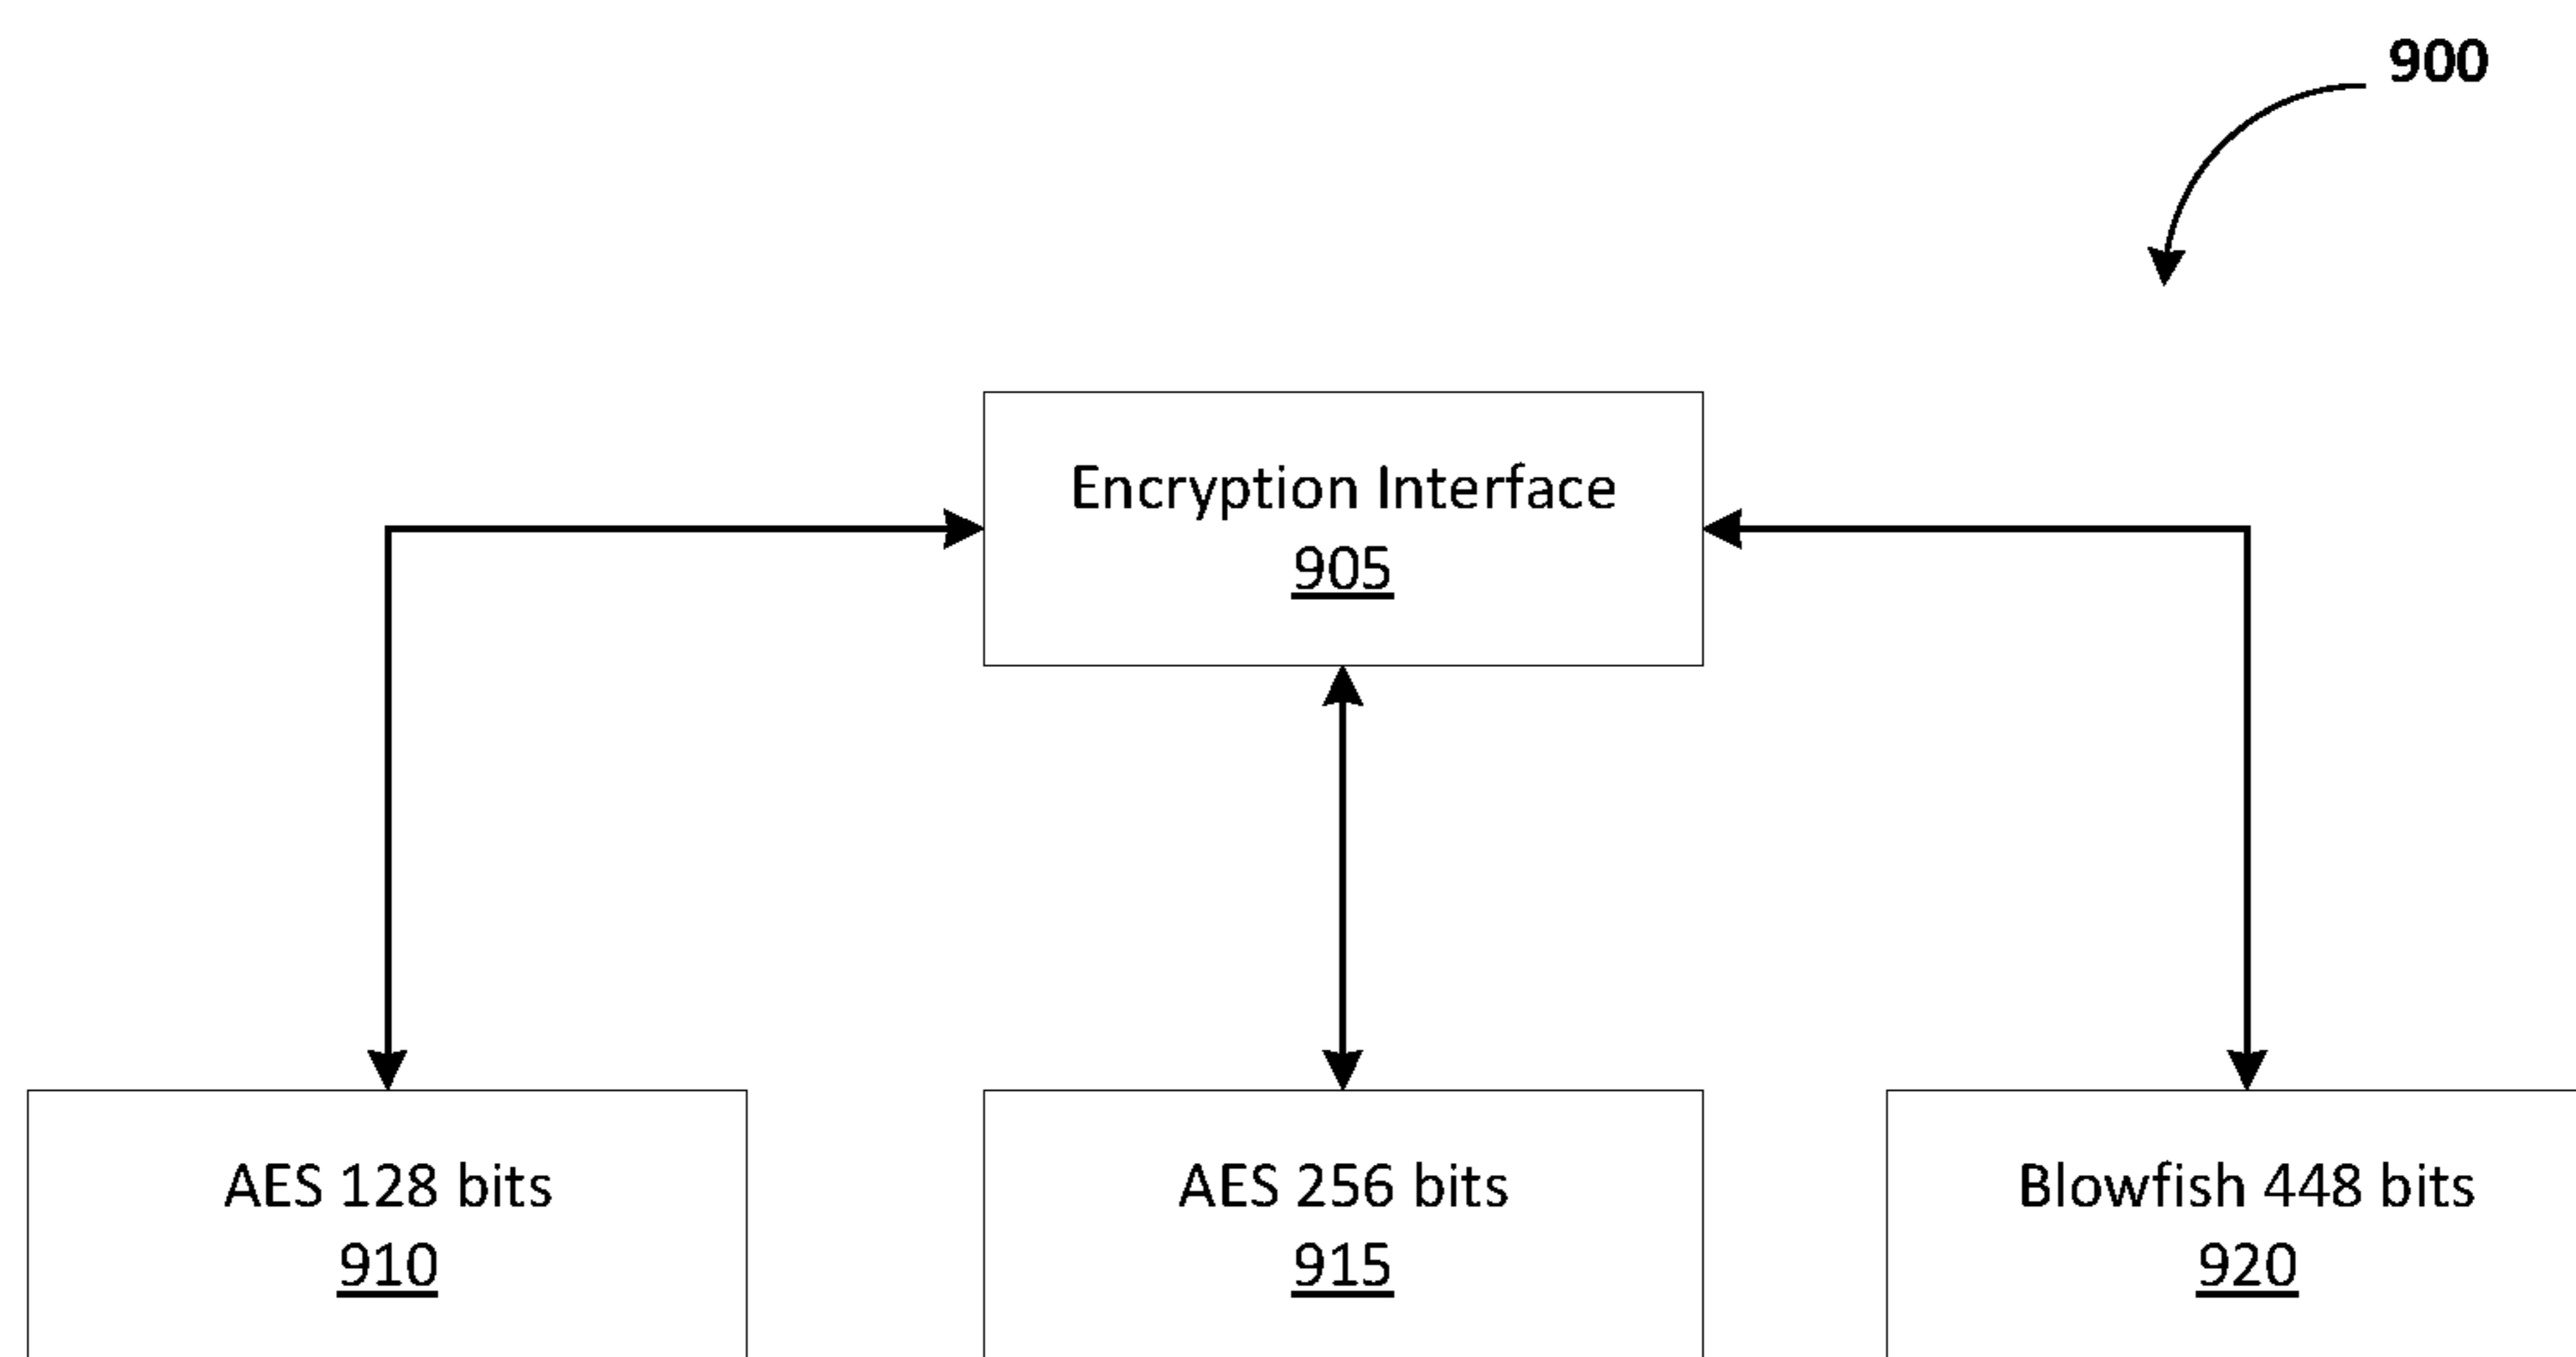 900
Encryption Interface
905
AES 128 bits
910
AES 256 bits
915
Blowfish 448 bits
920